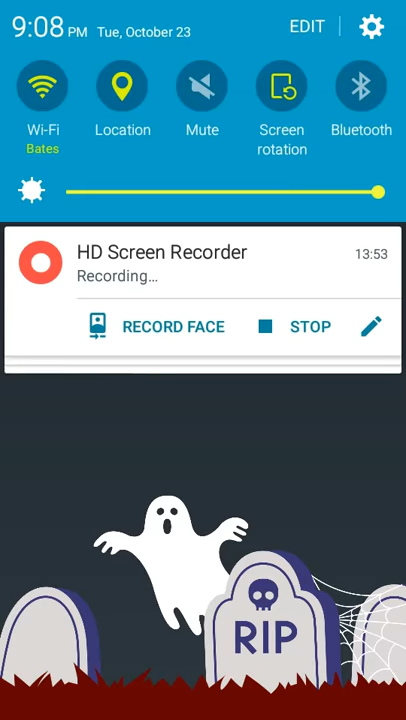 9:08 PM Tue, October 23 EDIT
Wi-Fi Location Mute Screen rotation Bluetooth
Bates
HD Screen Recorder 13:53
Recording...
RECORD FACE STOP
RIP